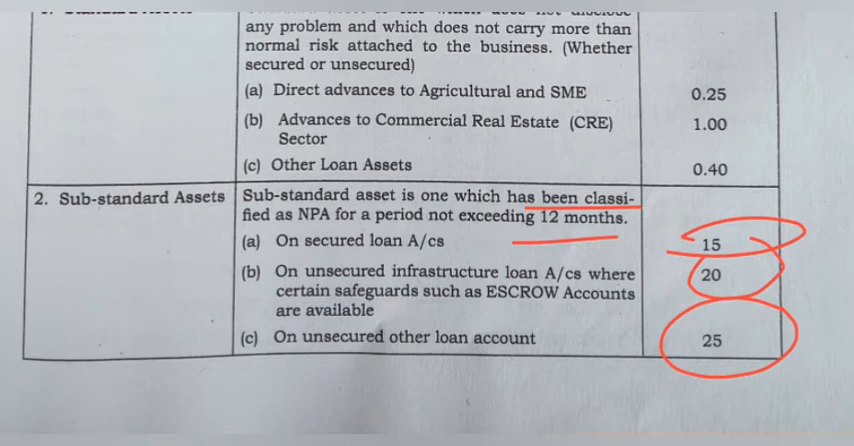 1. Standard Assets
any problem and which does not carry more than
normal risk attached to the business. (Whether
secured or unsecured)
(a) Direct advances to Agricultural and SME 0.25
(b) Advances to Commercial Real Estate (CRE) 1.00
Sector
(c) Other Loan Assets 0.40
2. Sub-standard Assets Sub-standard asset is one which has been classi-
fied as NPA for a period not exceeding 12 months.
(a) On secured loan A/cs 15
(b) On unsecured infrastructure loan A/cs where 20
certain safeguards such as ESCROW Accounts
are available
(c) On unsecured other loan account 25